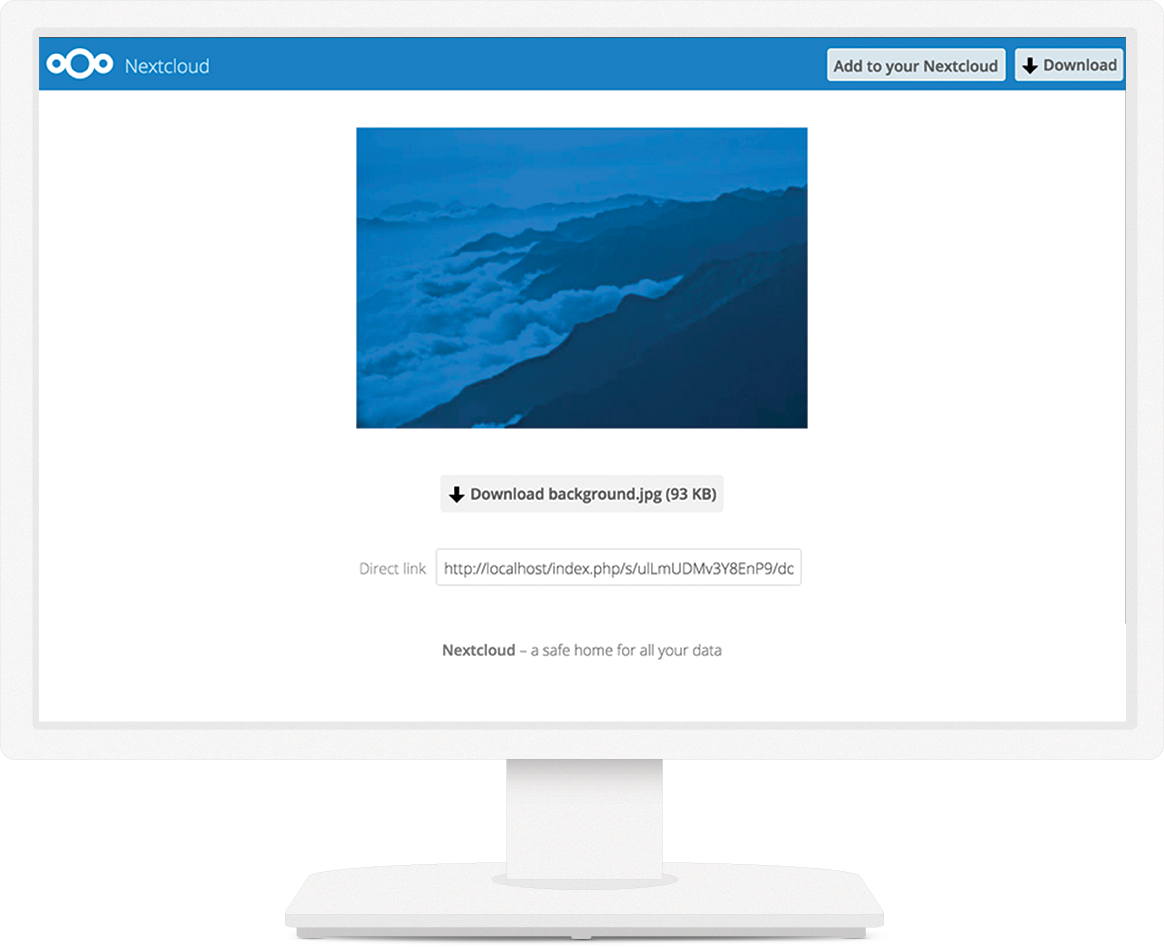 Nextcloud
Add to your Nextcloud
Download
Download background.jpg (93 KB)
Direct link
http://localhost/index.php/s/ulLmUDMv3Y8EnP9/dc
Nextcloud – a safe home for all your data